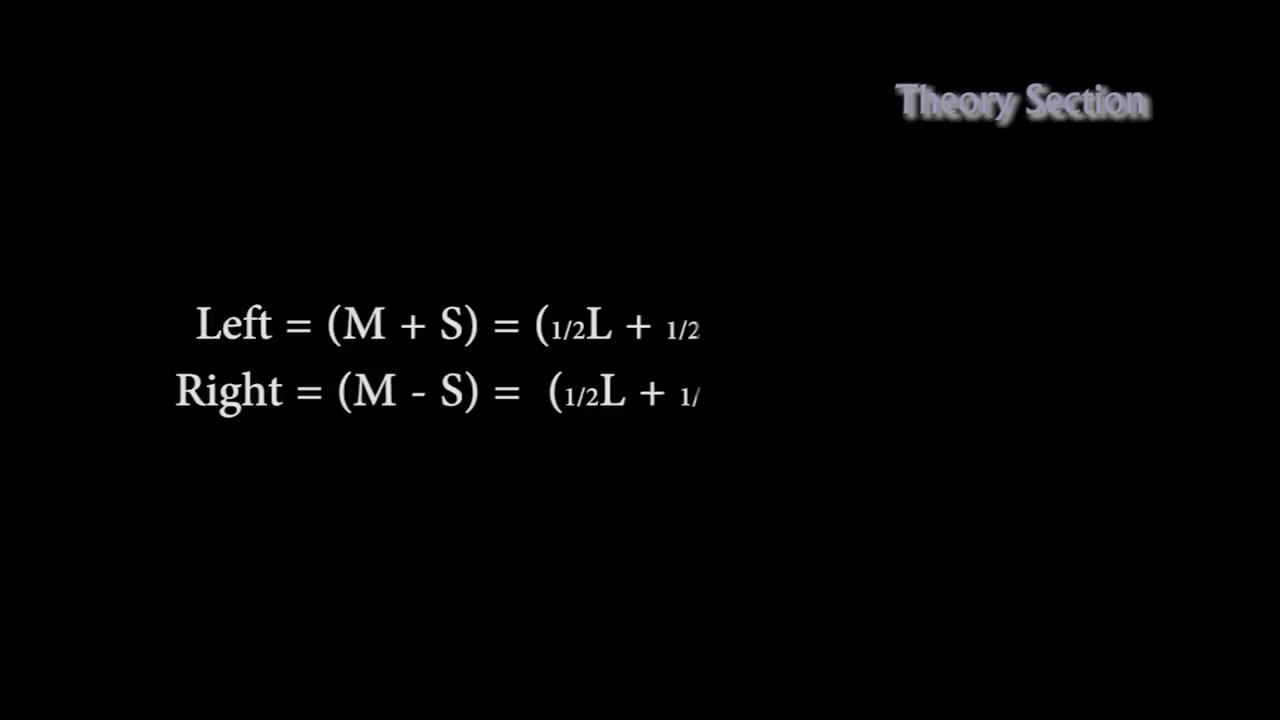 Theory Section
Left = (M + S) = (1/2L + 1/2
Right = (M - S) = (1/2L + 1/